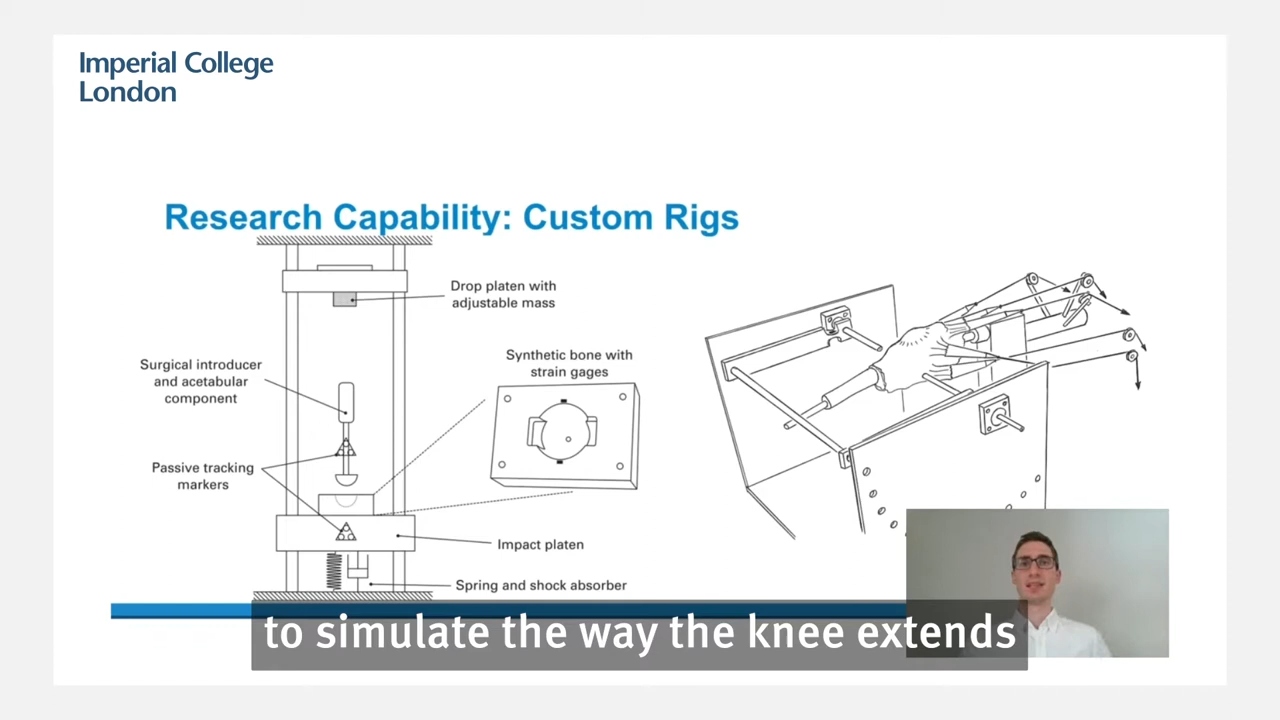 Imperial College
London
Research Capability: Custom Rigs
Drop platen with
adjustable mass
Surgical introducer
and acetabular
component
Synthetic bone with
strain gages
Passive tracking
markers
Impact platen
Spring and shock absorber
to simulate the way the knee extends